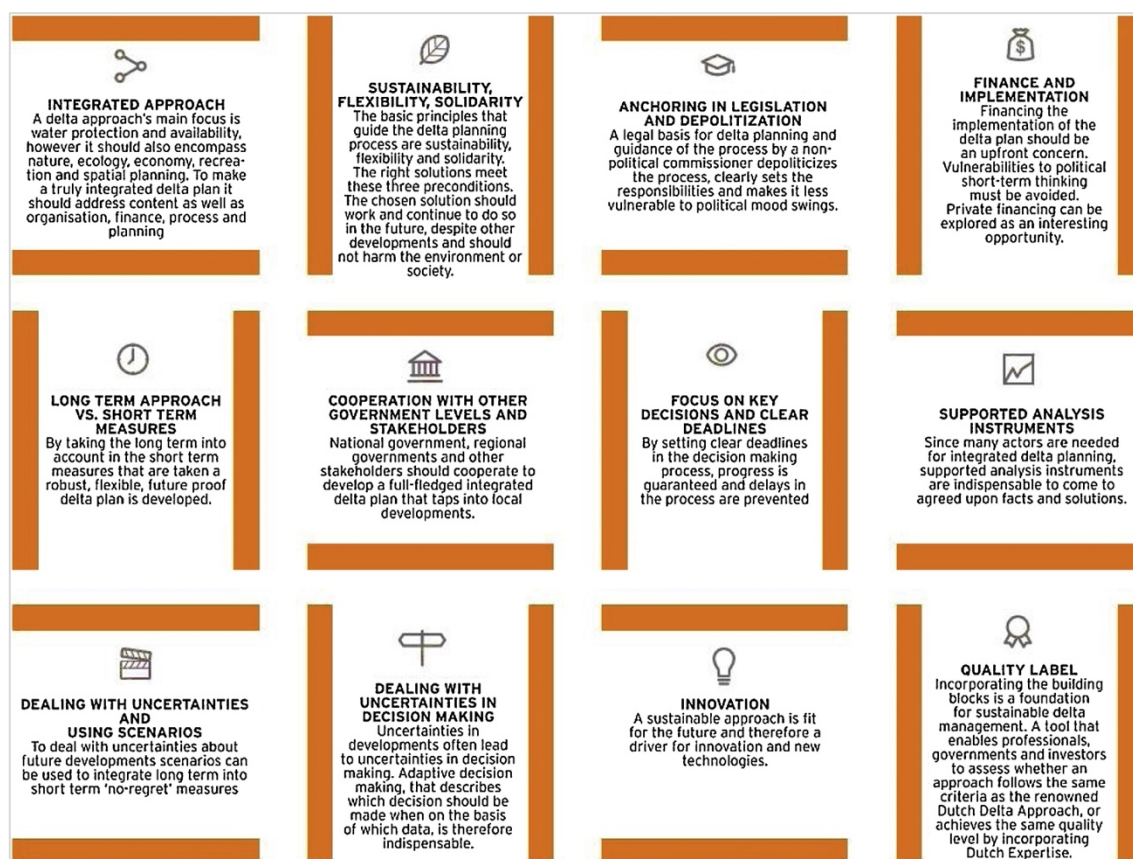 INTEGRATED APPROACH
A delta approach's main focus is
water protection and availability,
however it should also encompass
nature, ecology, economy, recrea-
tion and spatial planning. To make
a truly integrated delta plan it
should address content as well as
organisation, finance, process and
planning
SUSTAINABILITY,
FLEXIBILITY, SOLIDARITY
The basic principles that
guide the delta planning
process are sustainability,
flexibility and solidarity.
The right solutions meet
these three preconditions.
The chosen solution should
work and continue to do so
in the future, despite other
developments and should
not harm the environment or
society.
ANCHORING IN LEGISLATION
AND DEPOLITIZATION
A legal basis for delta planning and
guidance of the process by a non-
political commissioner depoliticizes
the process, clearly sets the
responsibilities and makes it less
vulnerable to political mood swings.
$
FINANCE AND
IMPLEMENTATION
Financing the
implementation of the
delta plan should be
an upfront concern.
Vulnerabilities to political
short-term thinking
must be avoided.
Private financing can be
explored as an interesting
opportunity.
LONG TERM APPROACH
VS. SHORT TERM
MEASURES
By taking the long term into
account in the short term
measures that are taken a
robust, flexible, future proof
delta plan is developed.
COOPERATION WITH OTHER
GOVERNMENT LEVELS AND
STAKEHOLDERS
National government, regional
governments and other
stakeholders should cooperate to
develop a full-fledged integrated
delta plan that taps into local
developments.
FOCUS ON KEY
DECISIONS AND CLEAR
DEADLINES
By setting clear deadlines
in the decision making
process, progress is
guaranteed and delays in
the process are prevented
SUPPORTED ANALYSIS
INSTRUMENTS
Since many actors are needed
for integrated delta planning,
supported analysis instruments
are indispensable to come to
agreed upon facts and solutions.
DEALING WITH UNCERTAINTIES
AND
USING SCENARIOS
To deal with uncertainties about
future developments scenarios can
be used to integrate long term into
short term 'no-regret' measures
DEALING WITH
UNCERTAINTIES IN
DECISION MAKING
Uncertainties in
developments often lead
to uncertainties in decision
making. Adaptive decision
making, that describes
which decision should be
made when on the basis
of which data, is therefore
indispensable.
INNOVATION
A sustainable approach is fit
for the future and therefore a
driver for innovation and new
technologies.
QUALITY LABEL
Incorporating the building
blocks is a foundation
for sustainable delta
management. A tool that
enables professionals,
governments and investors
to assess whether an
approach follows the same
criteria as the renowned
Dutch Delta Approach, or
achieves the same quality
level by incorporating
Dutch Expertise.